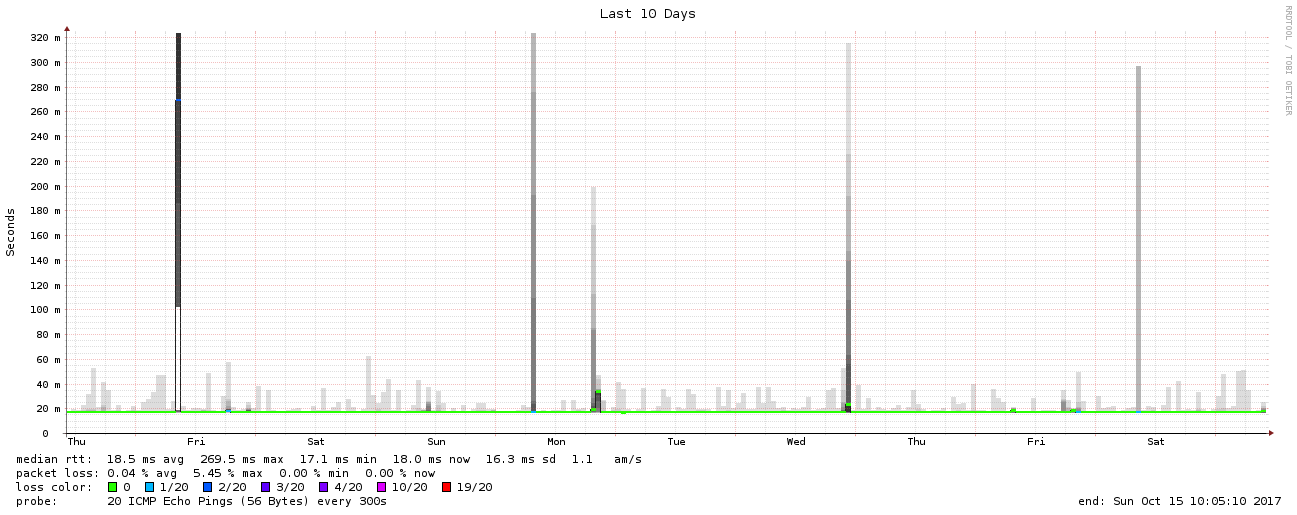 Last 10 Days
RRDTOOL / TOBI OETIKER
Seconds
320 m
300 m
280 m
260 m
240 m
220 m
200 m
180 m
160 m
140 m
120 m
100 m
80 m
60 m
40 m
20 m
0
Thu Fri Sat Sun Mon Tue Wed Thu Fri Sat
median rtt: 18.5 ms avg 269.5 ms max 17.1 ms min 18.0 ms now 16.3 ms sd 1.1 am/s
packet loss: 0.04 % avg 5.45 % max 0.00 % min 0.00 % now
loss color: 0 1/20 2/20 3/20 4/20 10/20 19/20
probe: 20 ICMP Echo Pings (56 Bytes) every 300s end: Sun Oct 15 10:05:10 2017